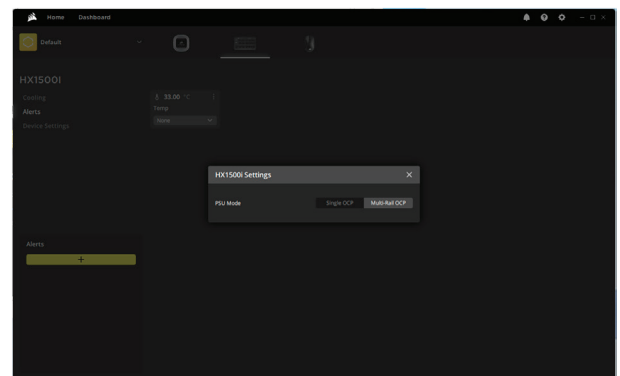 Home Dashboard
Default
HX1500I
Cooling
Alerts
Device Settings
33.00 °C
Temp
None
HX1500i Settings
PSU Mode Single OCP Multi-Rail OCP
Alerts